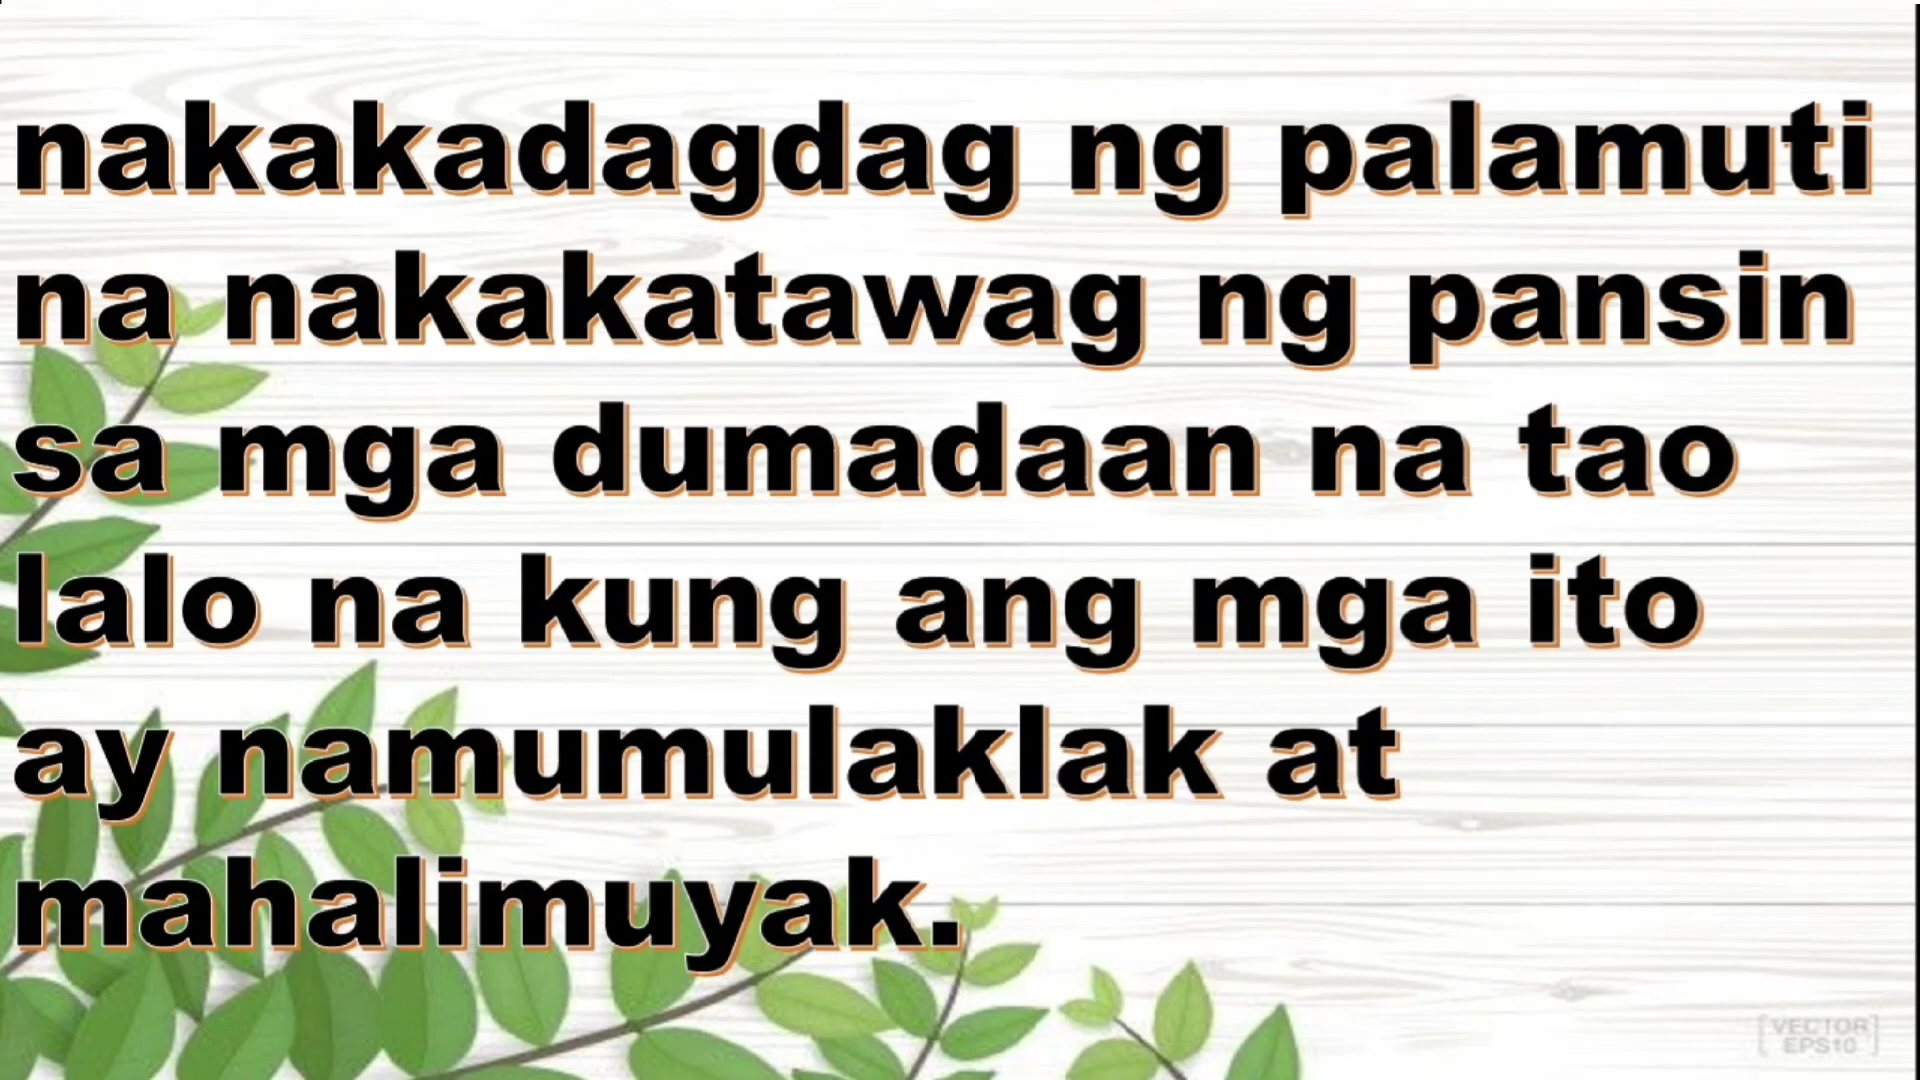 nakakadagdag ng palamuti
na nakakatawag ng pansin
sa mga dumadaan na tao
lalo na kung ang mga ito
ay namumulaklak at
mahalimuyak.
VECTOR
EPS10